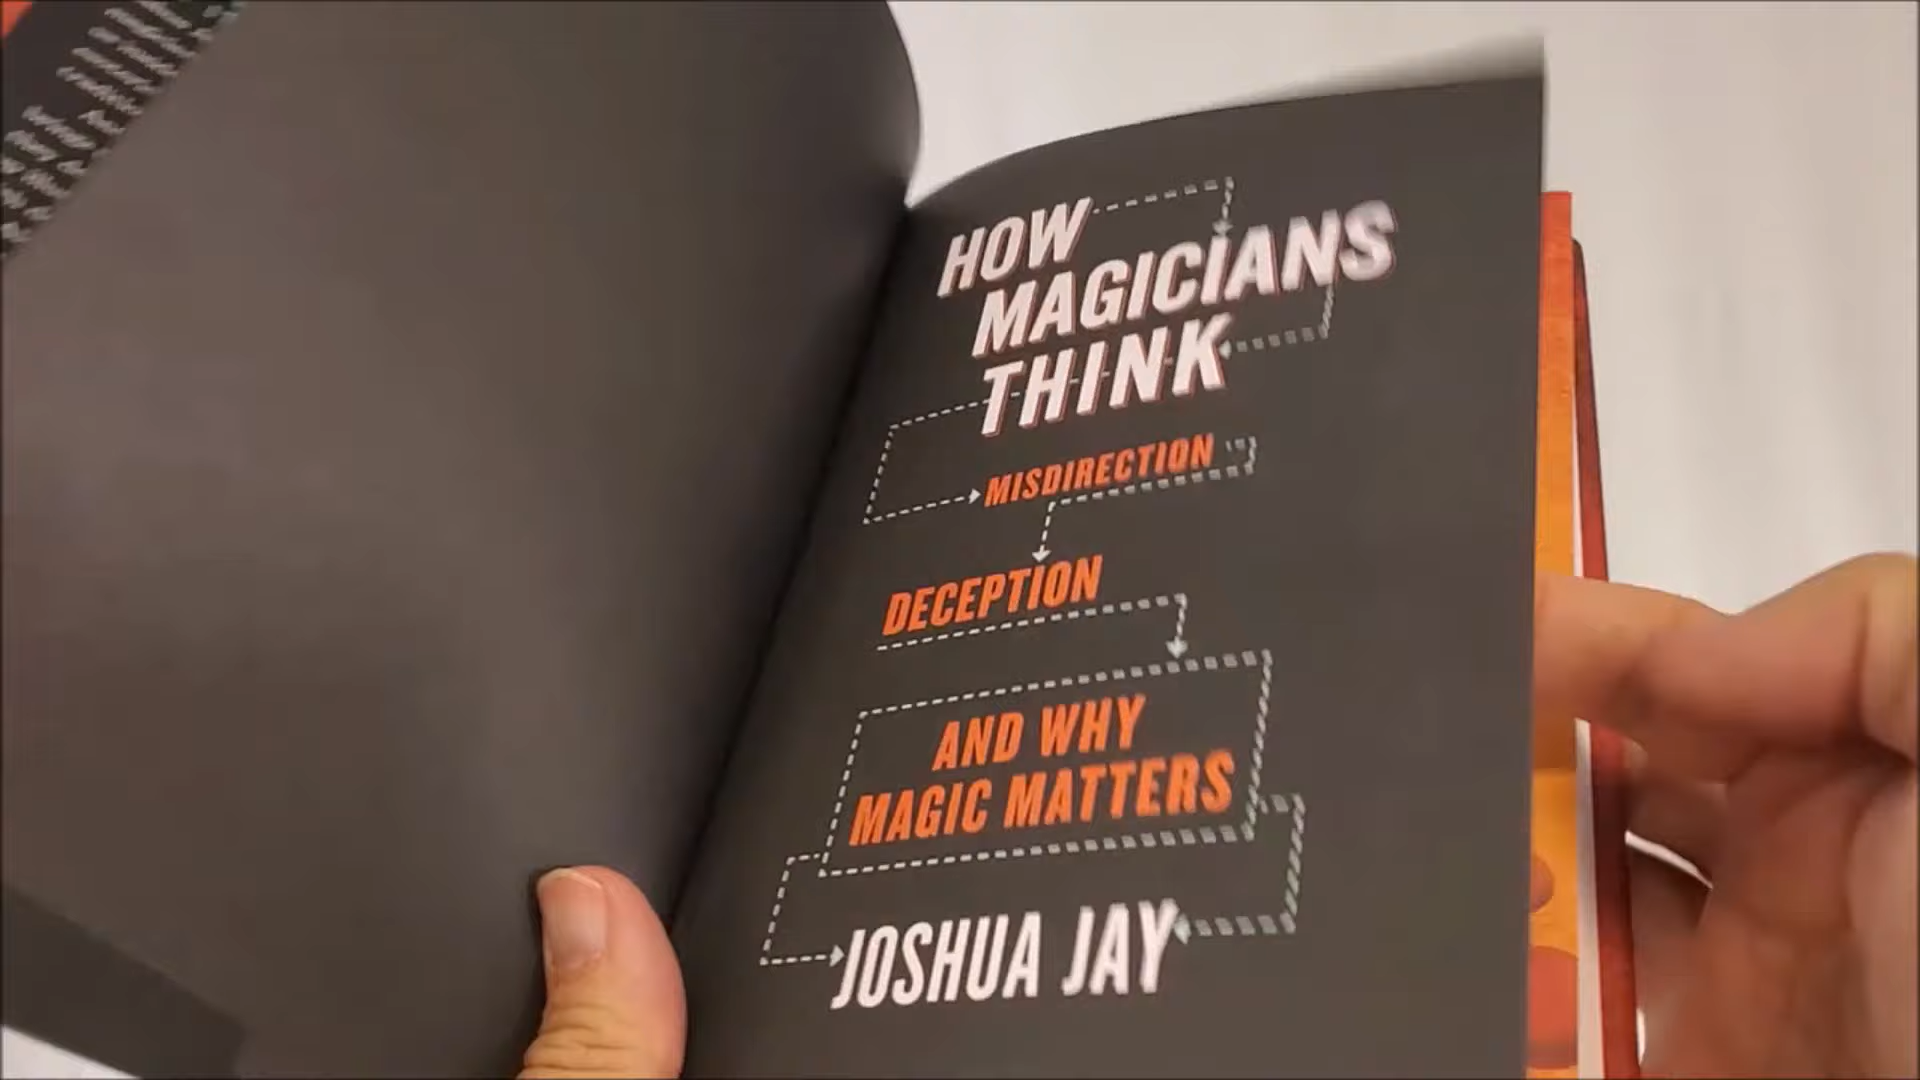 HOW
MAGICIANS
THINK
MISDIRECTION
DECEPTION
AND WHY
MAGIC MATTERS
JOSHUA JAY